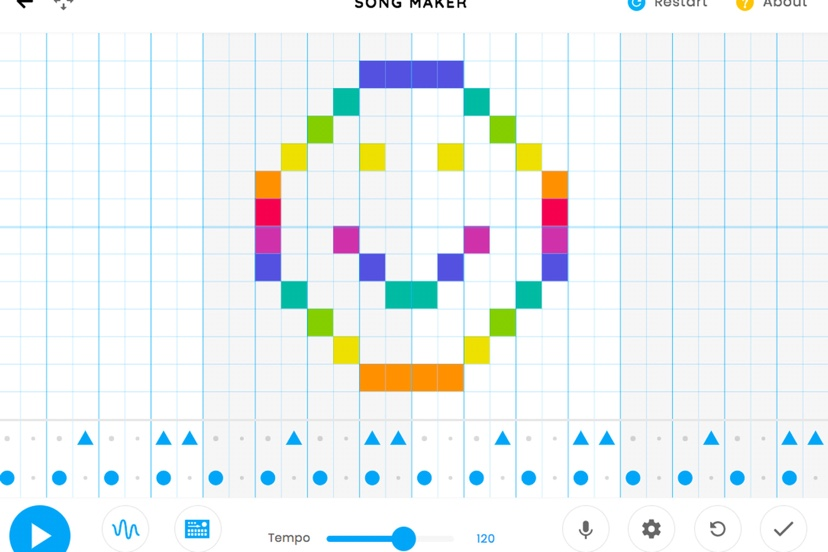 SONG MAKER
Restart
About
Tempo
120